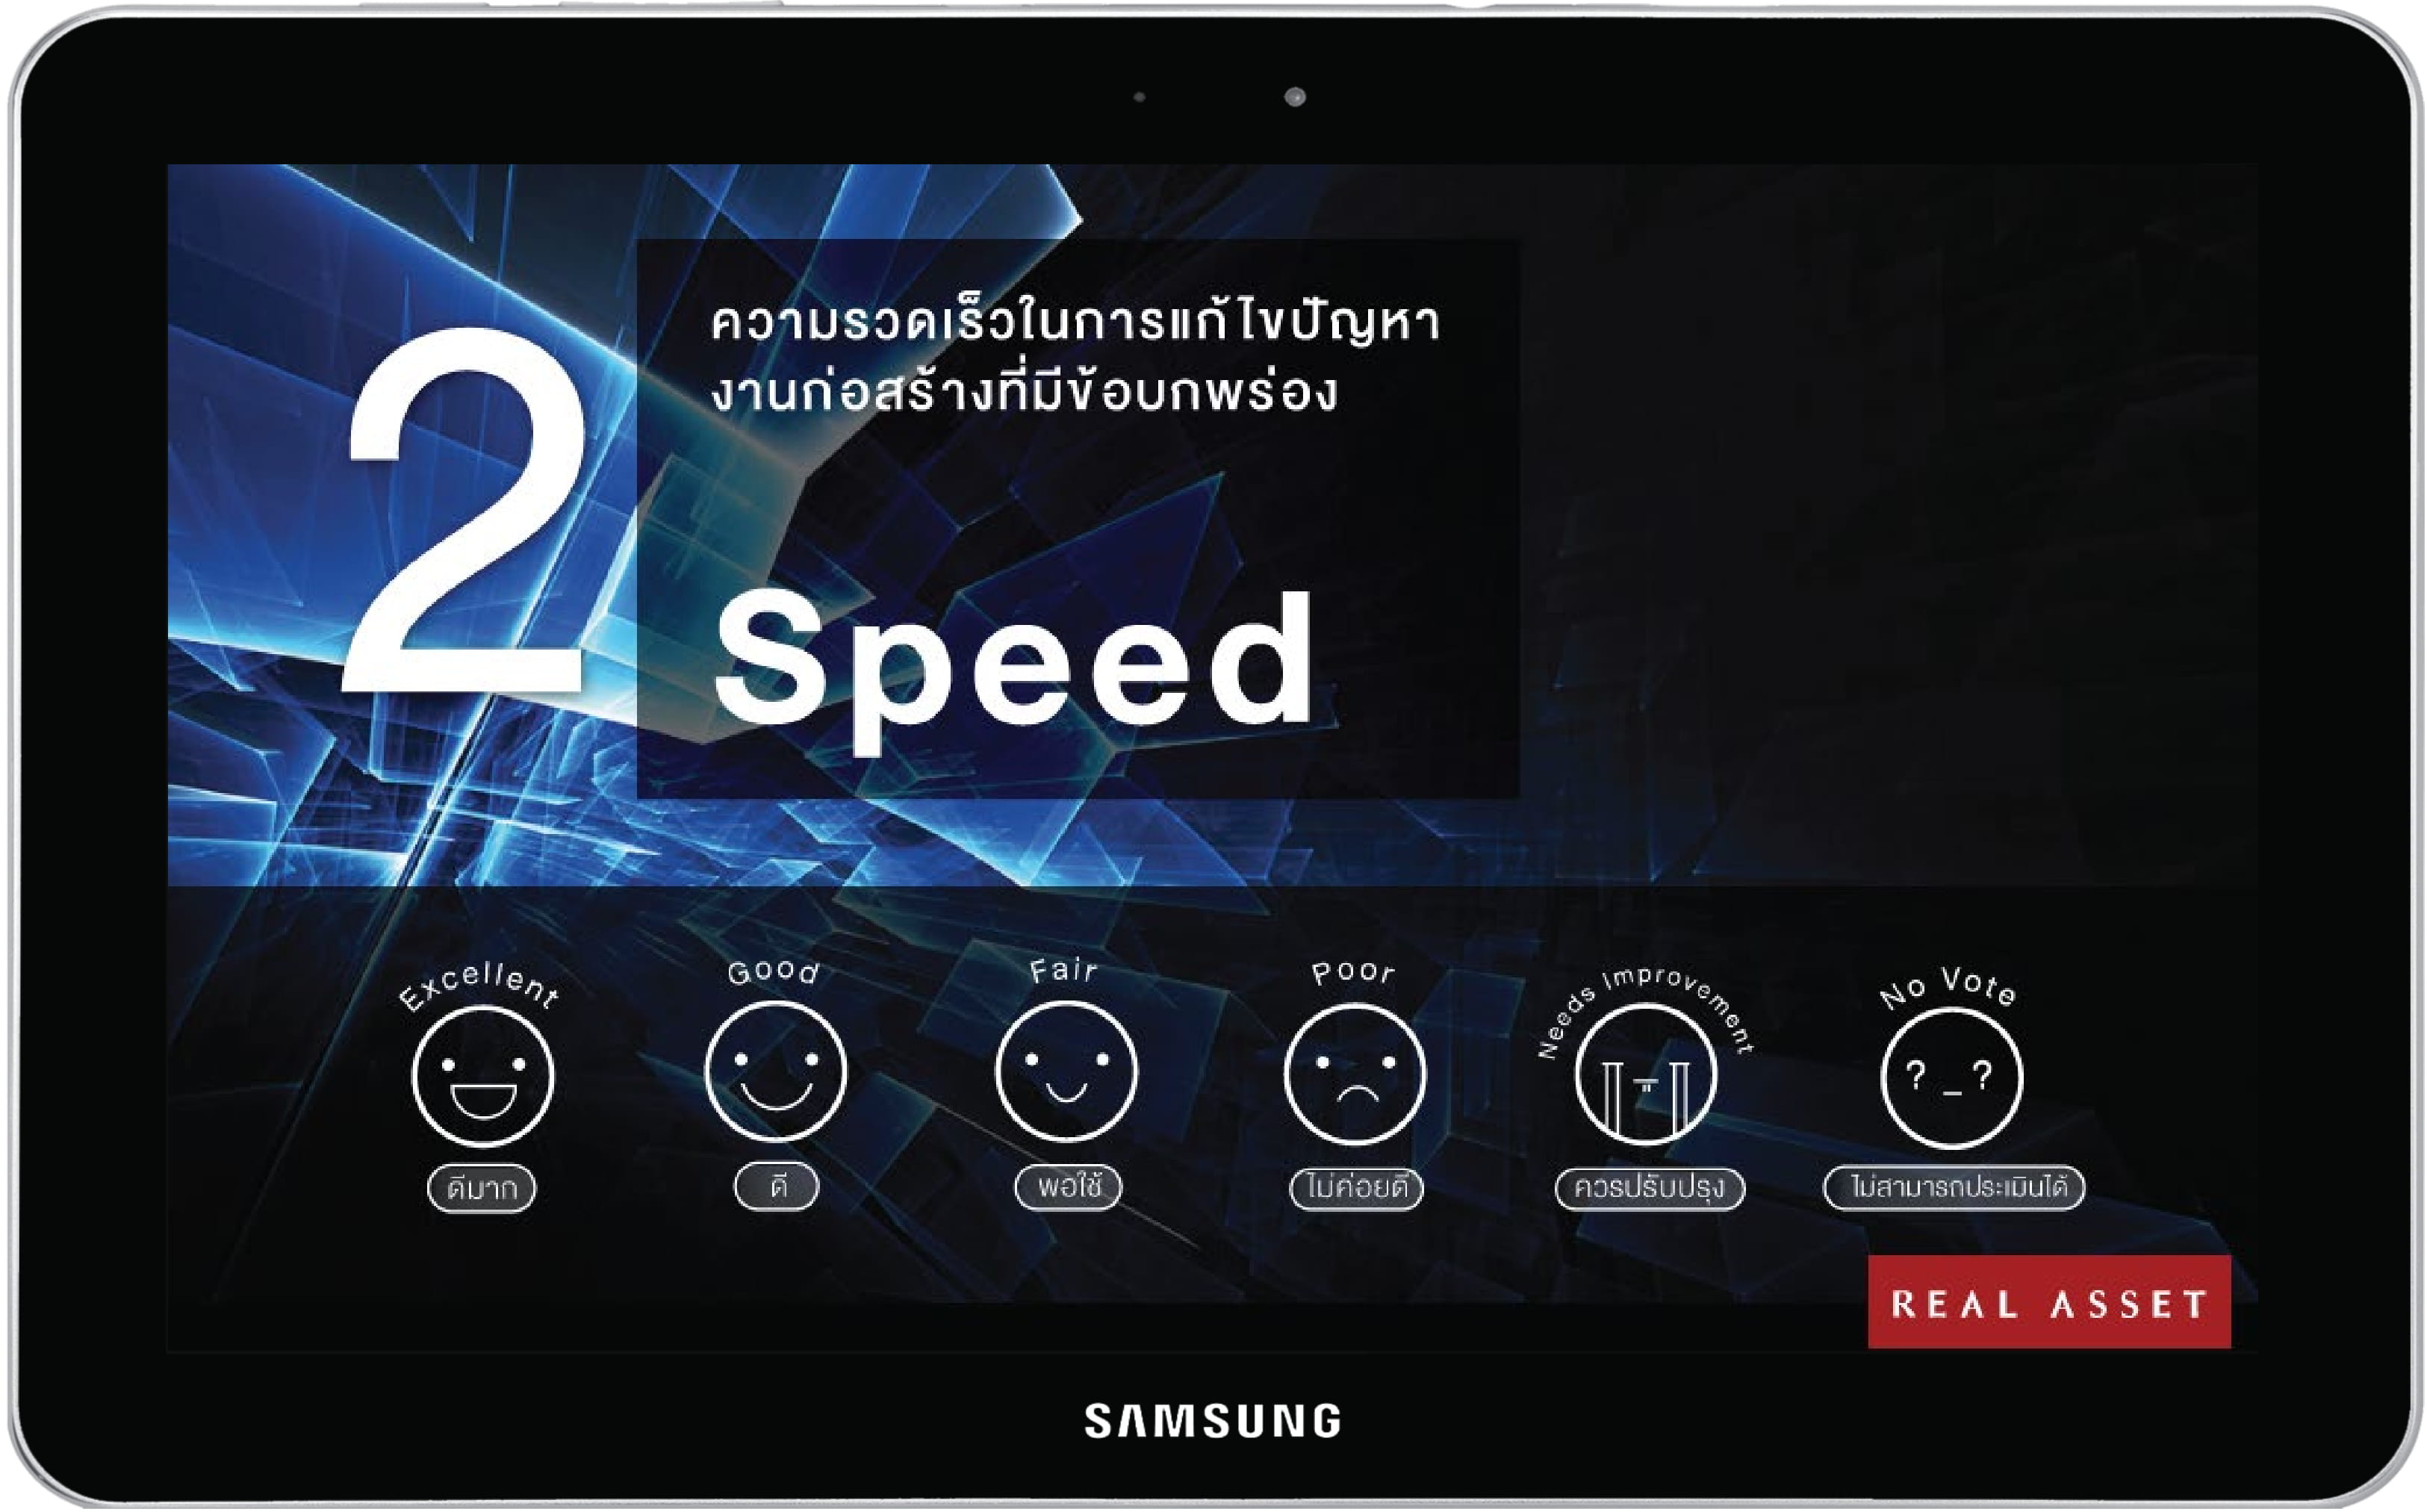 2
ความรวดเร็วในการแก้ไขปัญหา
งานก่อสร้างที่มีข้อบกพร่อง
Speed
Excellent
Good
Fair
Poor
Needs Improvement
No Vote
? _ ?
ดีมาก
ดี
พอใช้
ไม่ค่อยดี
ควรปรับปรุง
ไม่สามารถประเมินได้
REAL ASSET
SAMSUNG